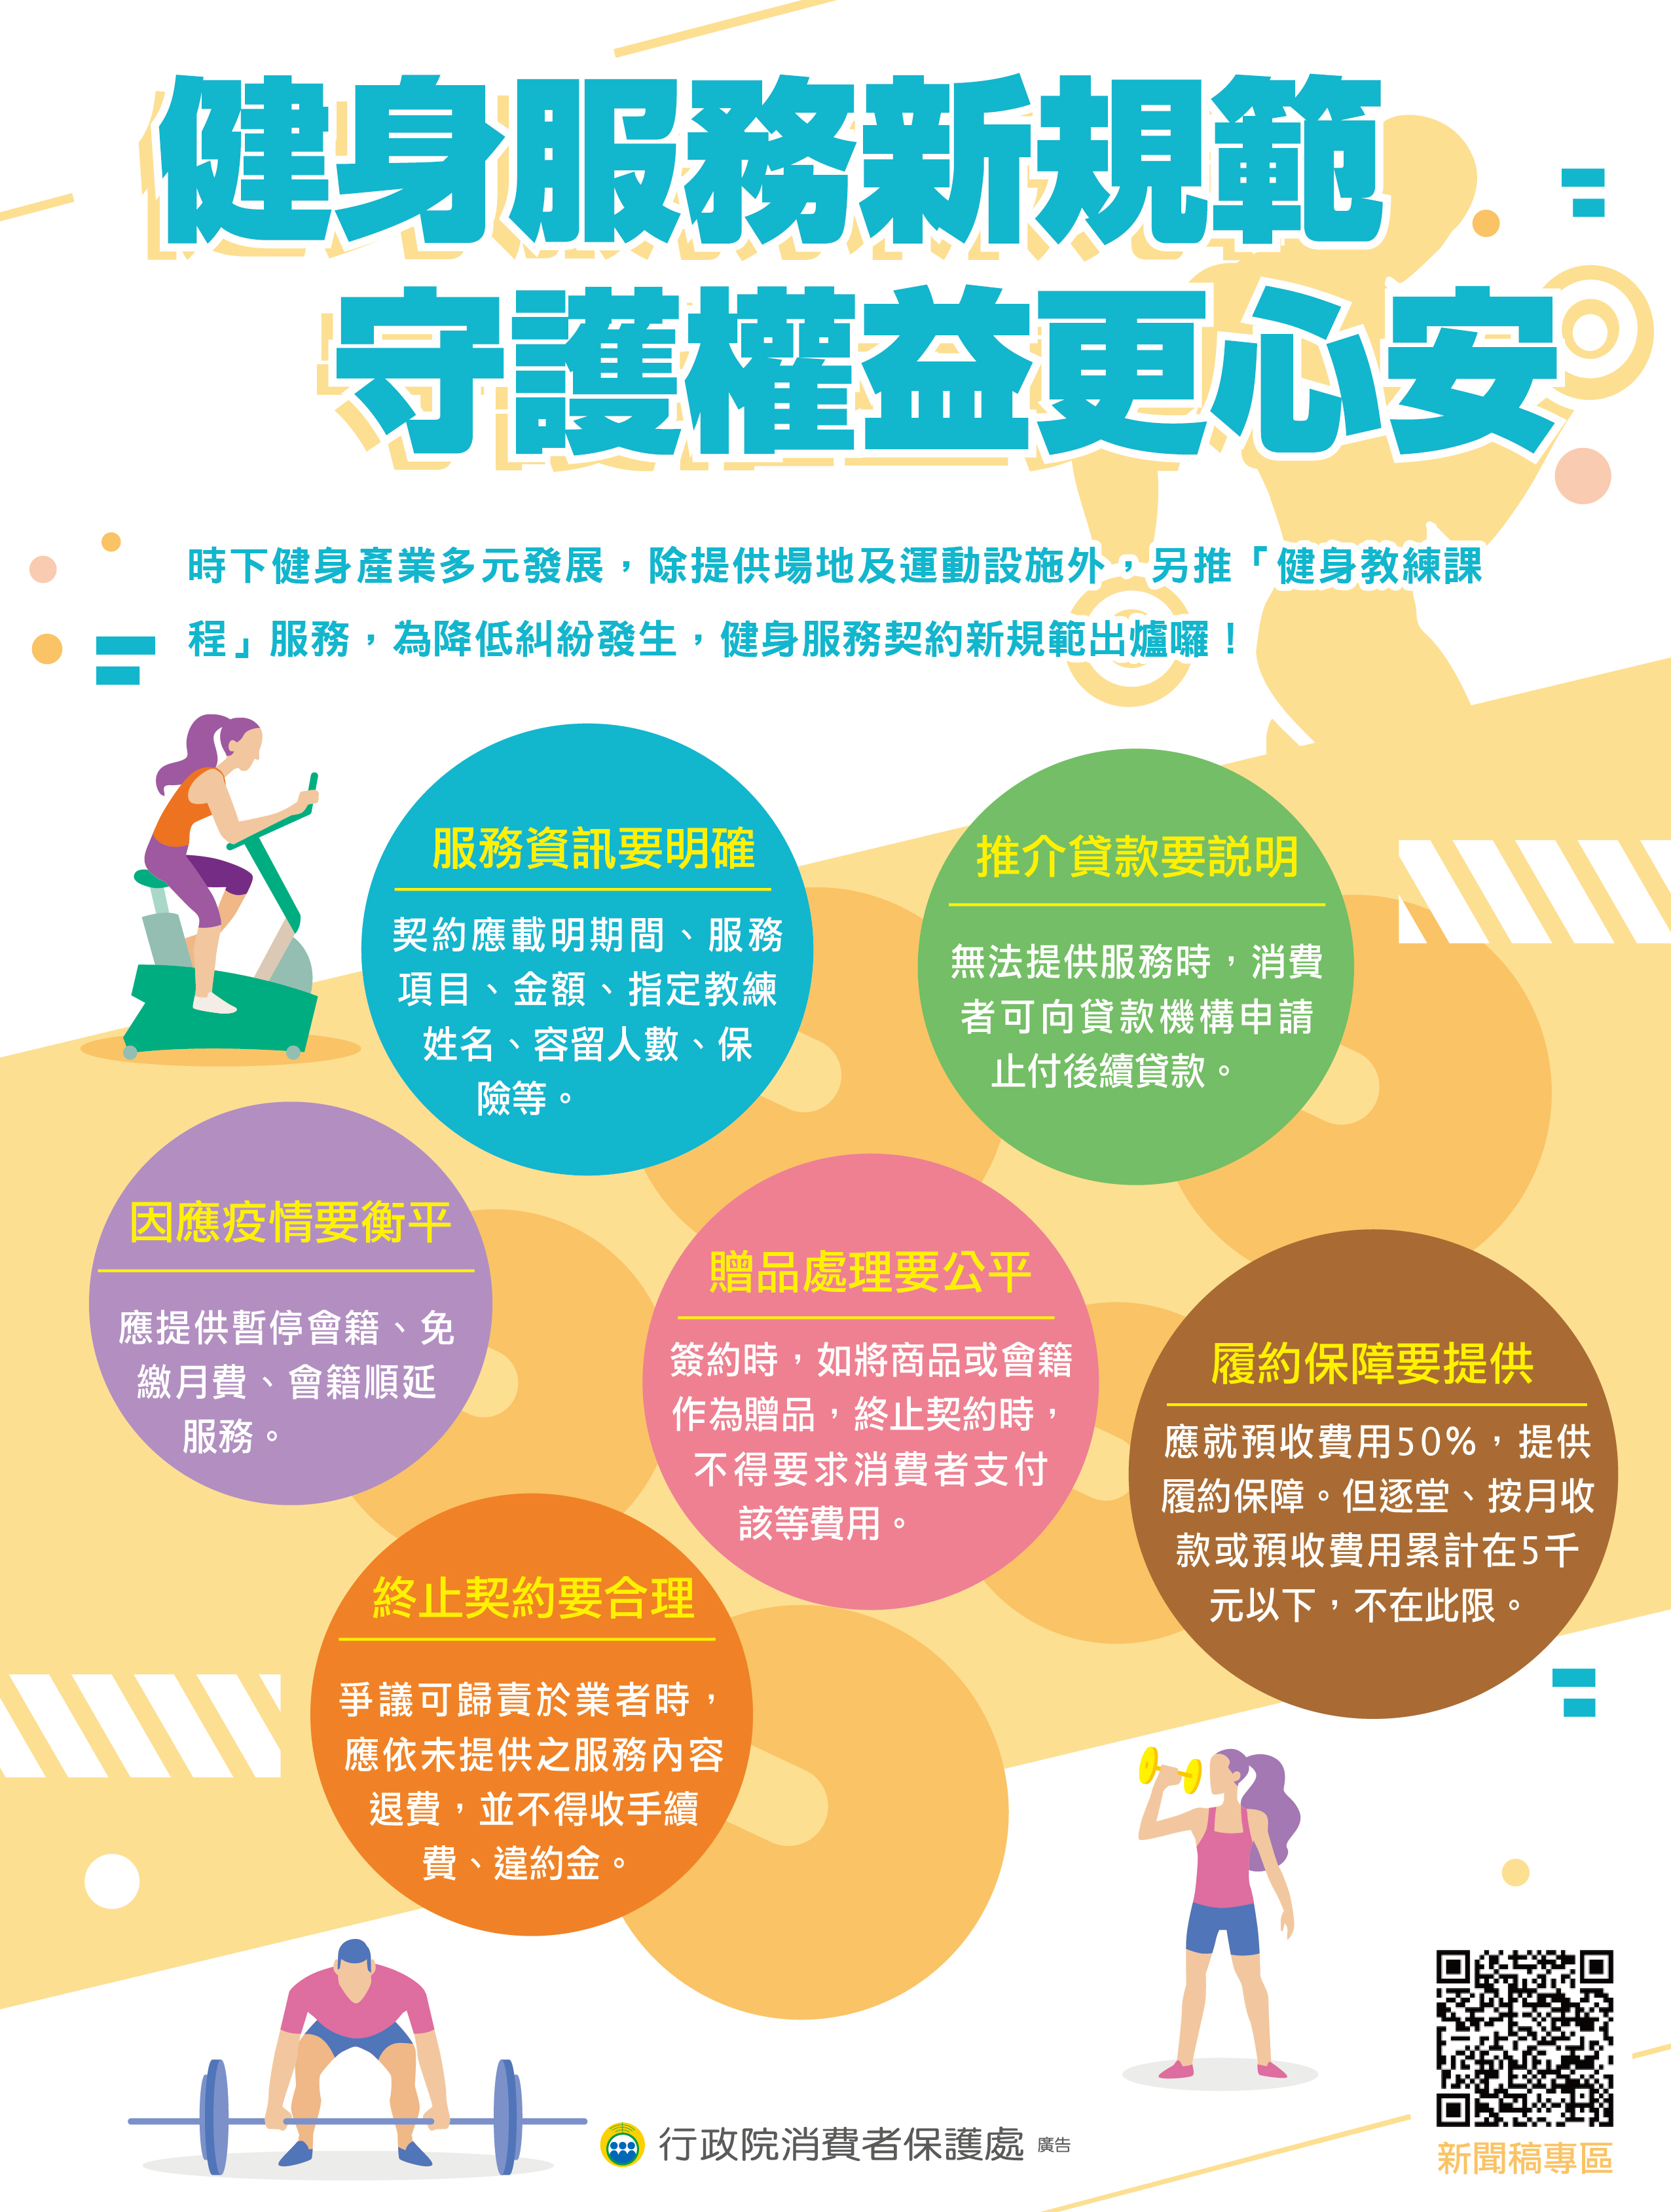 健身服務新規範
守護權益更心安
時下健身產業多元發展，除提供場地及運動設施外，另推「健身教練課
程」服務，為降低糾紛發生，健身服務契約新規範出爐囉！
服務資訊要明確
契約應載明期間、服務
項目、金額、指定教練
姓名、容留人數、保
險等。
推介貸款要說明
無法提供服務時，消費
者可向貸款機構申請
止付後續貸款。
因應疫情要衡平
應提供暫停會籍、免
繳月費、會籍順延
服務。
贈品處理要公平
簽約時，如將商品或會籍
作為贈品，終止契約時，
不得要求消費者支付
該等費用。
履約保障要提供
應就預收費用50%，提供
履約保障。但逐堂、按月收
款或預收費用累計在5千
元以下，不在此限。
終止契約要合理
爭議可歸責於業者時，
應依未提供之服務內容
退費，並不得收手續
費、違約金。
行政院消費者保護處 廣告
新聞稿專區